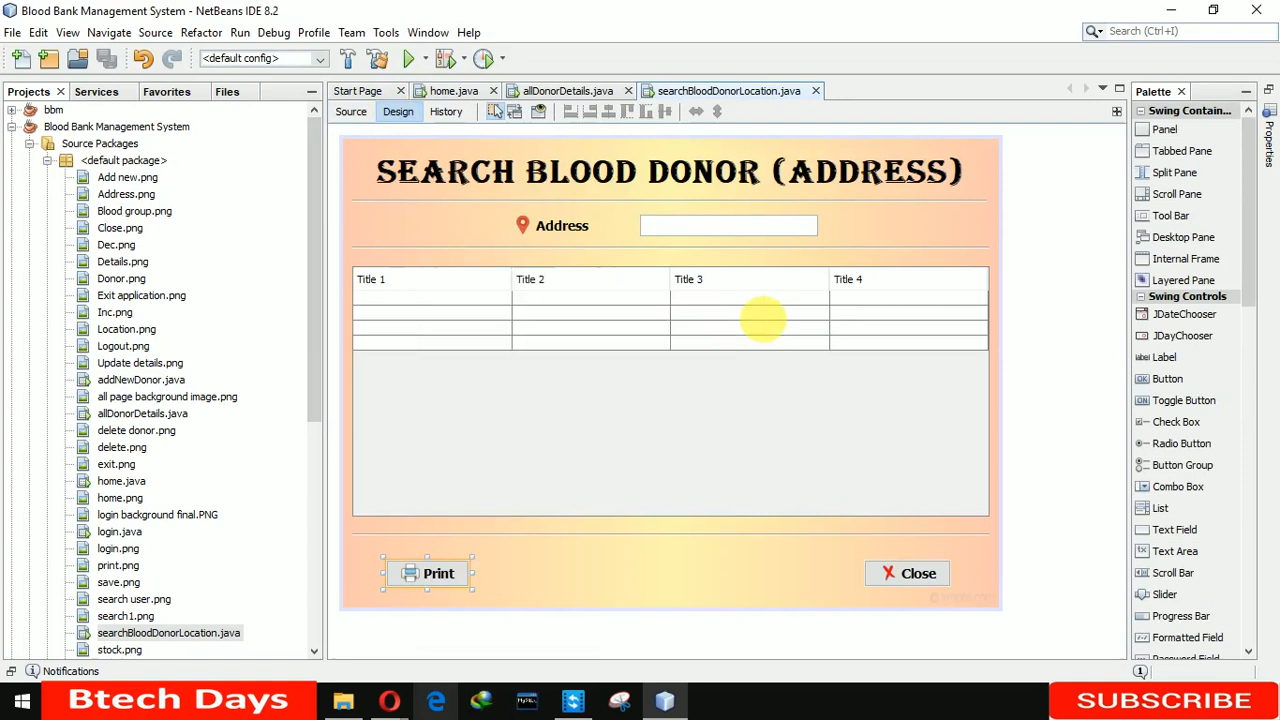 Blood Bank Management System - NetBeans IDE 8.2
File Edit View Navigate Source Refactor Run Debug Profile Team Tools Window Help
Search (Ctrl+I)
<default config>
Projects Services Favorites Files
Start Page home.java allDonorDetails.java searchBloodDonorLocation.java
Palette
Source Design History
bbm
Blood Bank Management System
Source Packages
<default package>
Add new.png
Address.png
Blood group.png
Close.png
Dec.png
Details.png
Donor.png
Exit application.png
Inc.png
Location.png
Logout.png
Update details.png
addNewDonor.java
all page background image.png
allDonorDetails.java
delete donor.png
delete.png
exit.png
home.java
home.png
login background final.PNG
login.java
login.png
print.png
save.png
search user.png
search1.png
searchBloodDonorLocation.java
stock.png
SEARCH BLOOD DONOR (ADDRESS)
Address
Title 1 Title 2 Title 3 Title 4
Print Close
Swing Contain...
Panel
Tabbed Pane
Split Pane
Scroll Pane
Tool Bar
Desktop Pane
Internal Frame
Layered Pane
Swing Controls
JDateChooser
JDayChooser
Label
Button
Toggle Button
Check Box
Radio Button
Button Group
Combo Box
List
Text Field
Text Area
Scroll Bar
Slider
Progress Bar
Formatted Field
Password Field
Properties
Notifications
1
Btech Days
SUBSCRIBE